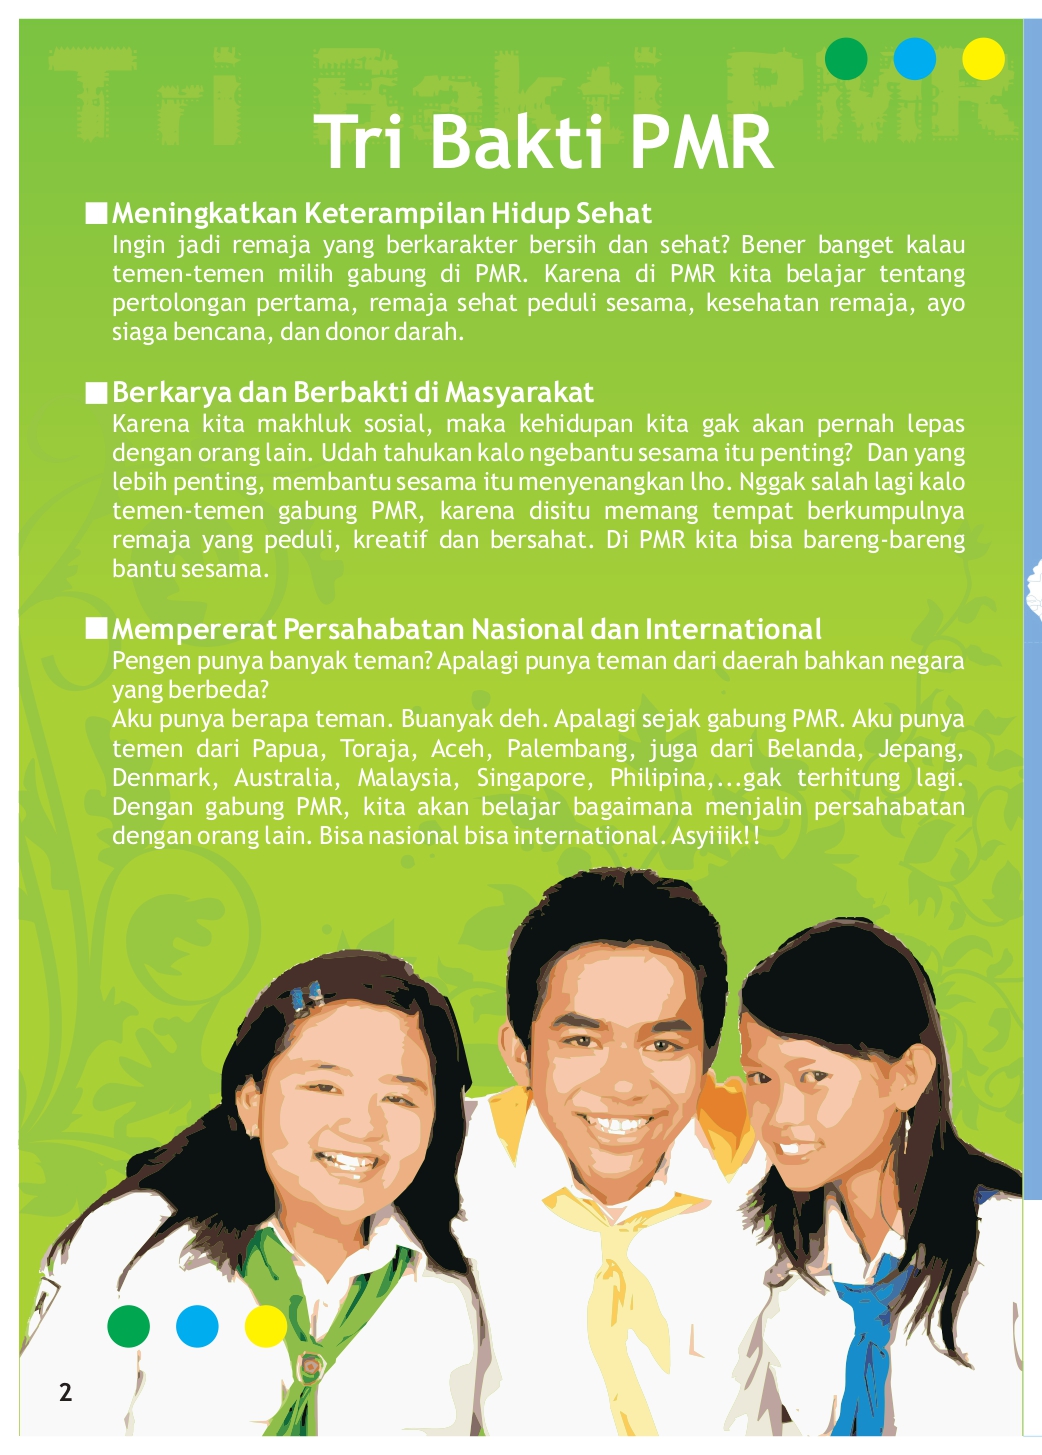 Tri Bakti PMR
Tri Bakti PMR
Meningkatkan Keterampilan Hidup Sehat
Ingin jadi remaja yang berkarakter bersih dan sehat? Bener banget kalau
temen-temen milih gabung di PMR. Karena di PMR kita belajar tentang
pertolongan pertama, remaja sehat peduli sesama, kesehatan remaja, ayo
siaga bencana, dan donor darah.
Berkarya dan Berbakti di Masyarakat
Karena kita makhluk sosial, maka kehidupan kita gak akan pernah lepas
dengan orang lain. Udah tahukan kalo ngebantu sesama itu penting? Dan yang
lebih penting, membantu sesama itu menyenangkan lho. Nggak salah lagi kalo
temen-temen gabung PMR, karena disitu memang tempat berkumpulnya
remaja yang peduli, kreatif dan bersahat. Di PMR kita bisa bareng-bareng
bantu sesama.
Mempererat Persahabatan Nasional dan International
Pengen punya banyak teman? Apalagi punya teman dari daerah bahkan negara
yang berbeda?
Aku punya berapa teman. Buanyak deh. Apalagi sejak gabung PMR. Aku punya
temen dari Papua, Toraja, Aceh, Palembang, juga dari Belanda, Jepang,
Denmark, Australia, Malaysia, Singapore, Philipina,...gak terhitung lagi.
Dengan gabung PMR, kita akan belajar bagaimana menjalin persahabatan
dengan orang lain. Bisa nasional bisa international. Asyiiik!!
2